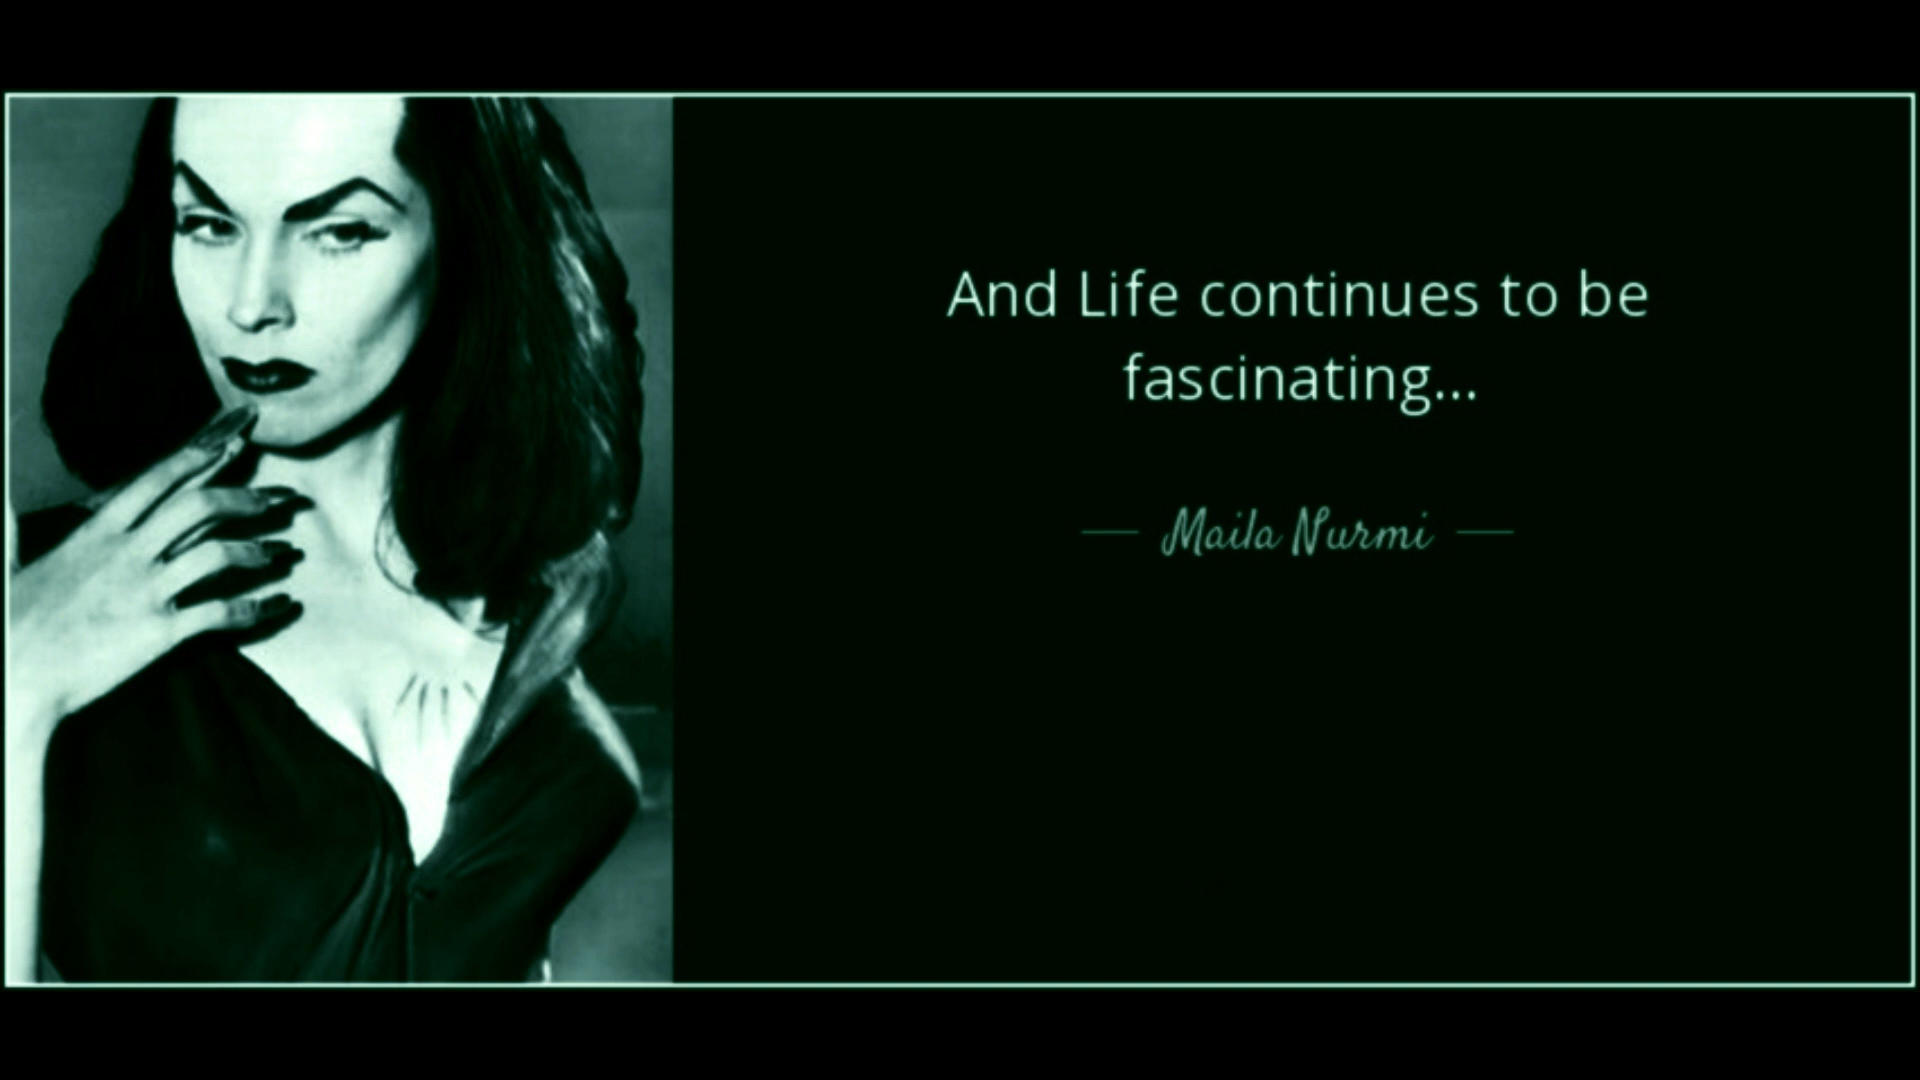 And Life continues to be
fascinating...
— Maila Nurmi —